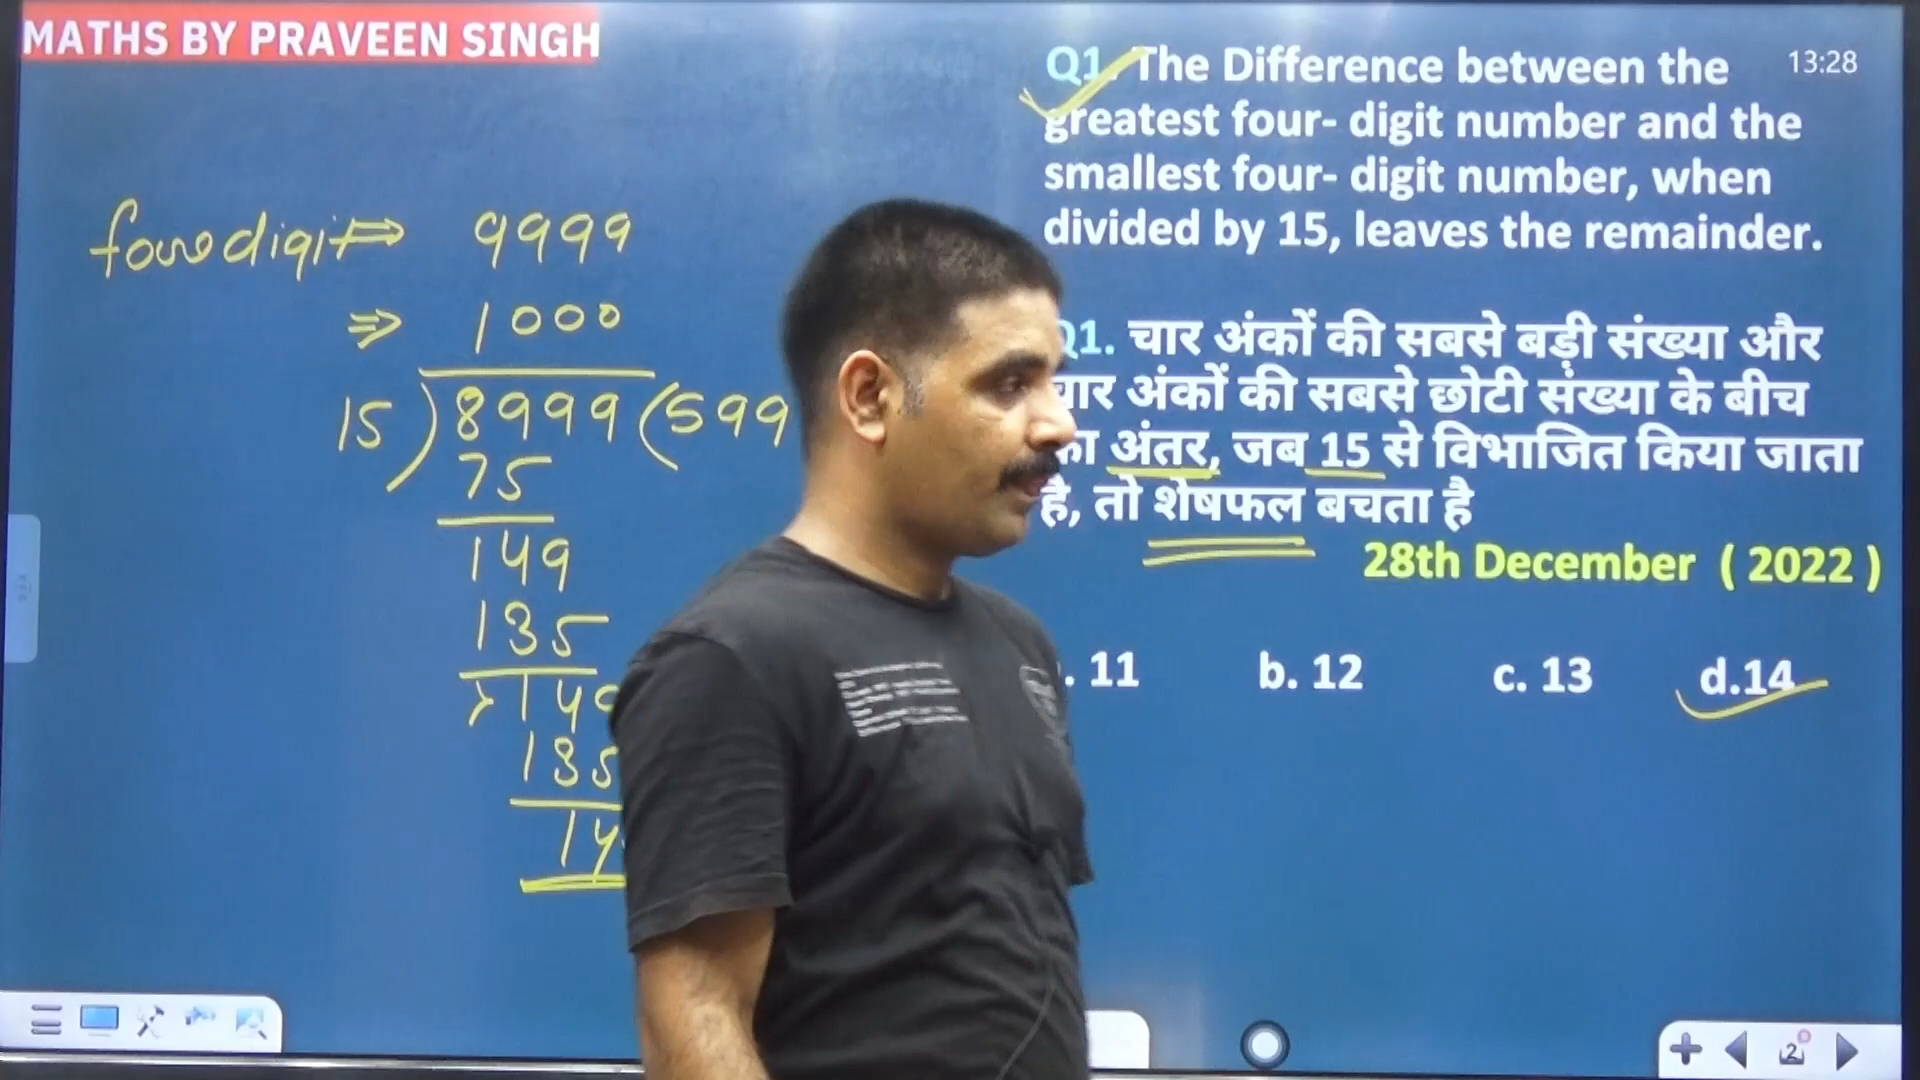 MATHS BY PRAVEEN SINGH
13:28
Q1. The Difference between the
greatest four- digit number and the
smallest four- digit number, when
divided by 15, leaves the remainder.
Q1. चार अंकों की सबसे बड़ी संख्या और
चार अंकों की सबसे छोटी संख्या के बीच
का अंतर, जब 15 से विभाजित किया जाता
है, तो शेषफल बचता है
28th December ( 2022 )
. 11 b. 12 c. 13 d.14
digit ⇒ 9999
⇒ 1000
15 ) 8999 ( 599
75
149
135
149
135
14
2